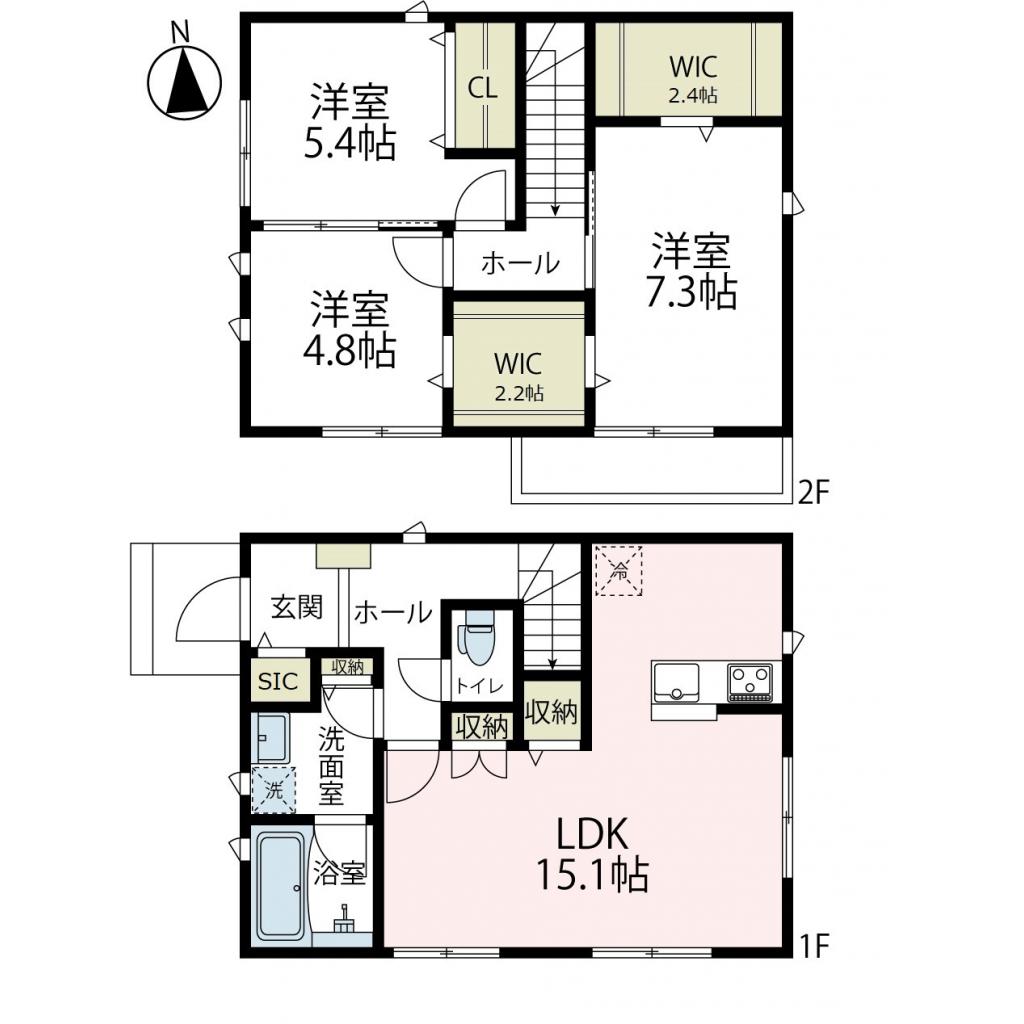 N
洋室
5.4帖
CL
WIC
2.4帖
洋室
7.3帖
ホール
洋室
4.8帖
WIC
2.2帖
2F
冷
玄関
ホール
トイレ
SIC
収納
収納
収納
洗面室
洗
LDK
15.1帖
浴室
1F